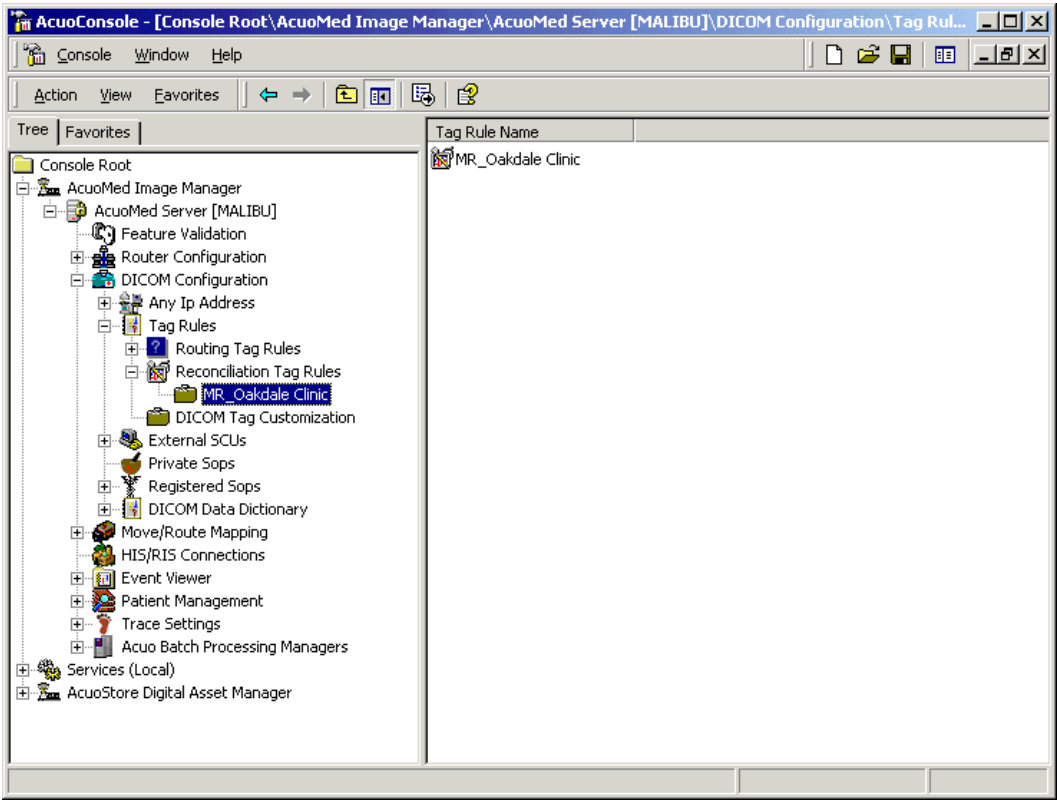 AcuoConsole - [Console Root\AcuoMed Image Manager\AcuoMed Server [MALIBU]\DICOM Configuration\Tag Rul...
Console Window Help
Action View Favorites
Tree Favorites
Tag Rule Name
Console Root
MR_Oakdale Clinic
AcuoMed Image Manager
AcuoMed Server [MALIBU]
Feature Validation
Router Configuration
DICOM Configuration
Any Ip Address
Tag Rules
Routing Tag Rules
Reconciliation Tag Rules
MR_Oakdale Clinic
DICOM Tag Customization
External SCUs
Private Sops
Registered Sops
DICOM Data Dictionary
Move/Route Mapping
HIS/RIS Connections
Event Viewer
Patient Management
Trace Settings
Acuo Batch Processing Managers
Services (Local)
AcuoStore Digital Asset Manager